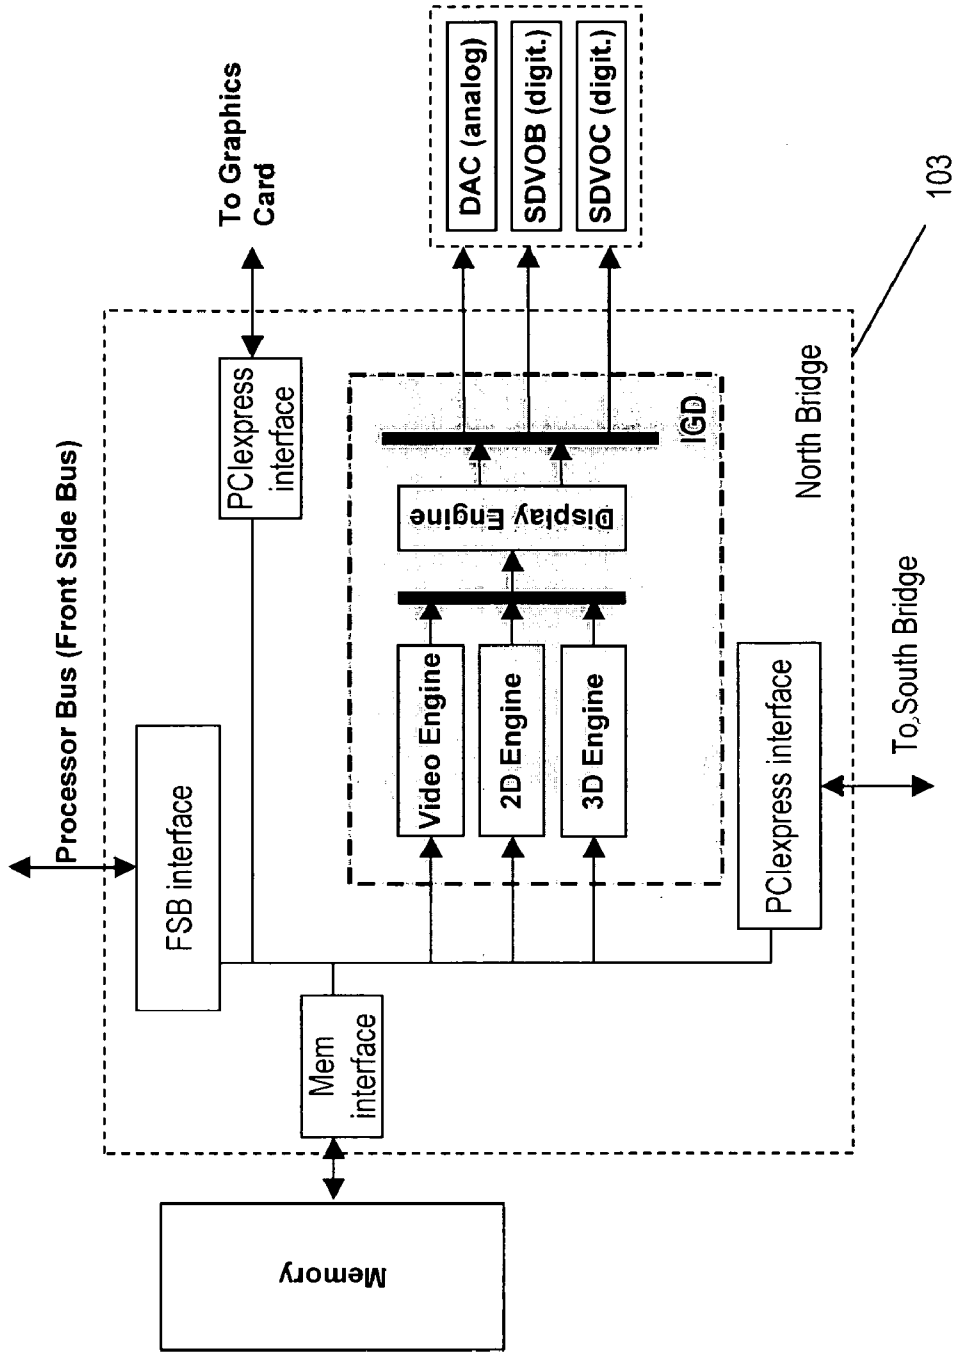 Processor Bus (Front Side Bus)
To Graphics
Card
FSB interface
PCIexpress
interface
Mem
interface
Memory
Video Engine
2D Engine
3D Engine
Display Engine
IGD
DAC (analog)
SDVOB (digit.)
SDVOC (digit.)
PCIexpress interface
North Bridge
To South Bridge
103